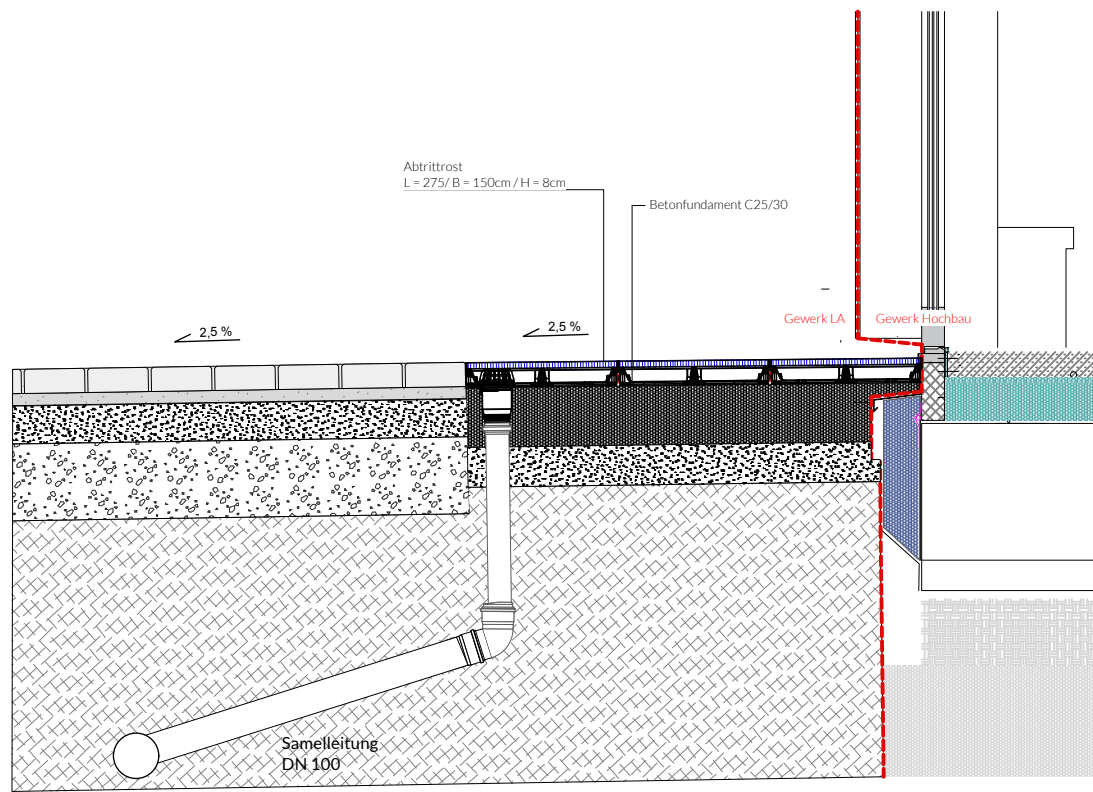 Abtrittrost
L = 275/ B = 150cm / H = 8cm
Betonfundament C25/30
Gewerk LA
Gewerk Hochbau
2,5 %
2,5 %
Samelleitung
DN 100